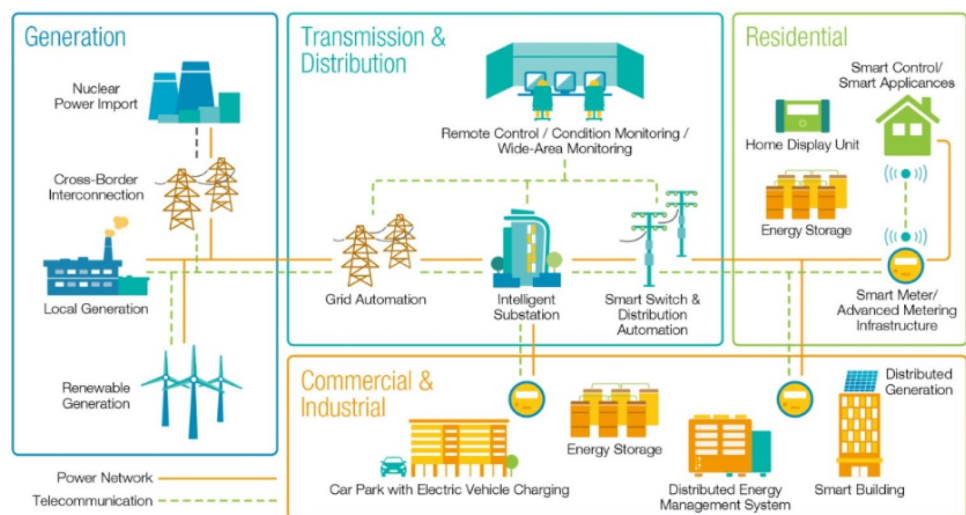 Generation
Nuclear
Power Import
Cross-Border
Interconnection
Local Generation
Renewable
Generation
Power Network
Telecommunication
Transmission &
Distribution
Remote Control / Condition Monitoring /
Wide-Area Monitoring
Grid Automation
Intelligent
Substation
Smart Switch &
Distribution
Automation
Residential
Smart Control/
Smart Applicances
Home Display Unit
Energy Storage
Smart Meter/
Advanced Metering
Infrastructure
Commercial &
Industrial
Car Park with Electric Vehicle Charging
Energy Storage
Distributed Energy
Management System
Distributed
Generation
Smart Building